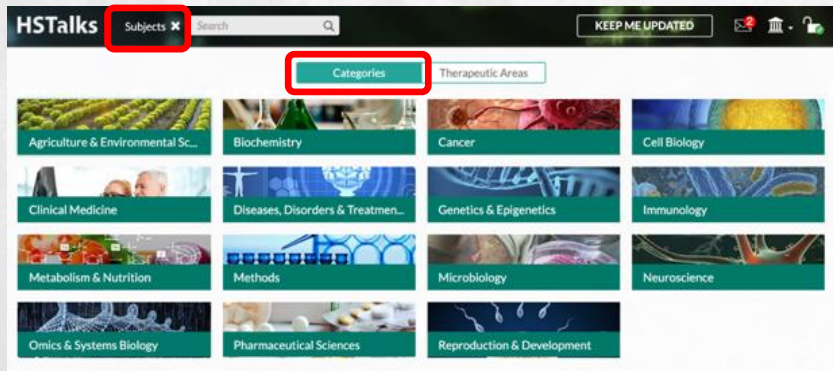 HSTalks Subjects × Search KEEP ME UPDATED 2
Categories Therapeutic Areas
Agriculture & Environmental Sc... Biochemistry Cancer Cell Biology
Clinical Medicine Diseases, Disorders & Treatmen... Genetics & Epigenetics Immunology
Metabolism & Nutrition Methods Microbiology Neuroscience
Omics & Systems Biology Pharmaceutical Sciences Reproduction & Development